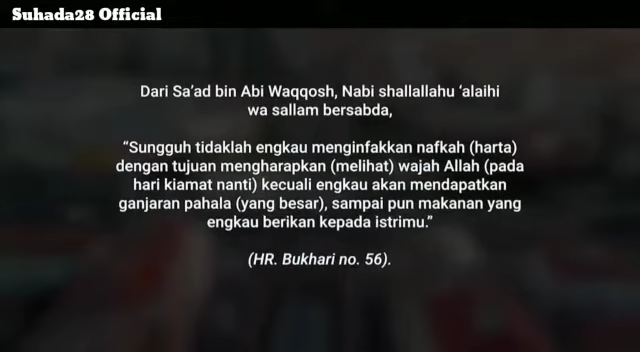 Suhada28 Official
Dari Sa’ad bin Abi Waqqosh, Nabi shallallahu ‘alaihi
wa sallam bersabda,
“Sungguh tidaklah engkau menginfakkan nafkah (harta)
dengan tujuan mengharapkan (melihat) wajah Allah (pada
hari kiamat nanti) kecuali engkau akan mendapatkan
ganjaran pahala (yang besar), sampai pun makanan yang
engkau berikan kepada istrimu.”
(HR. Bukhari no. 56).